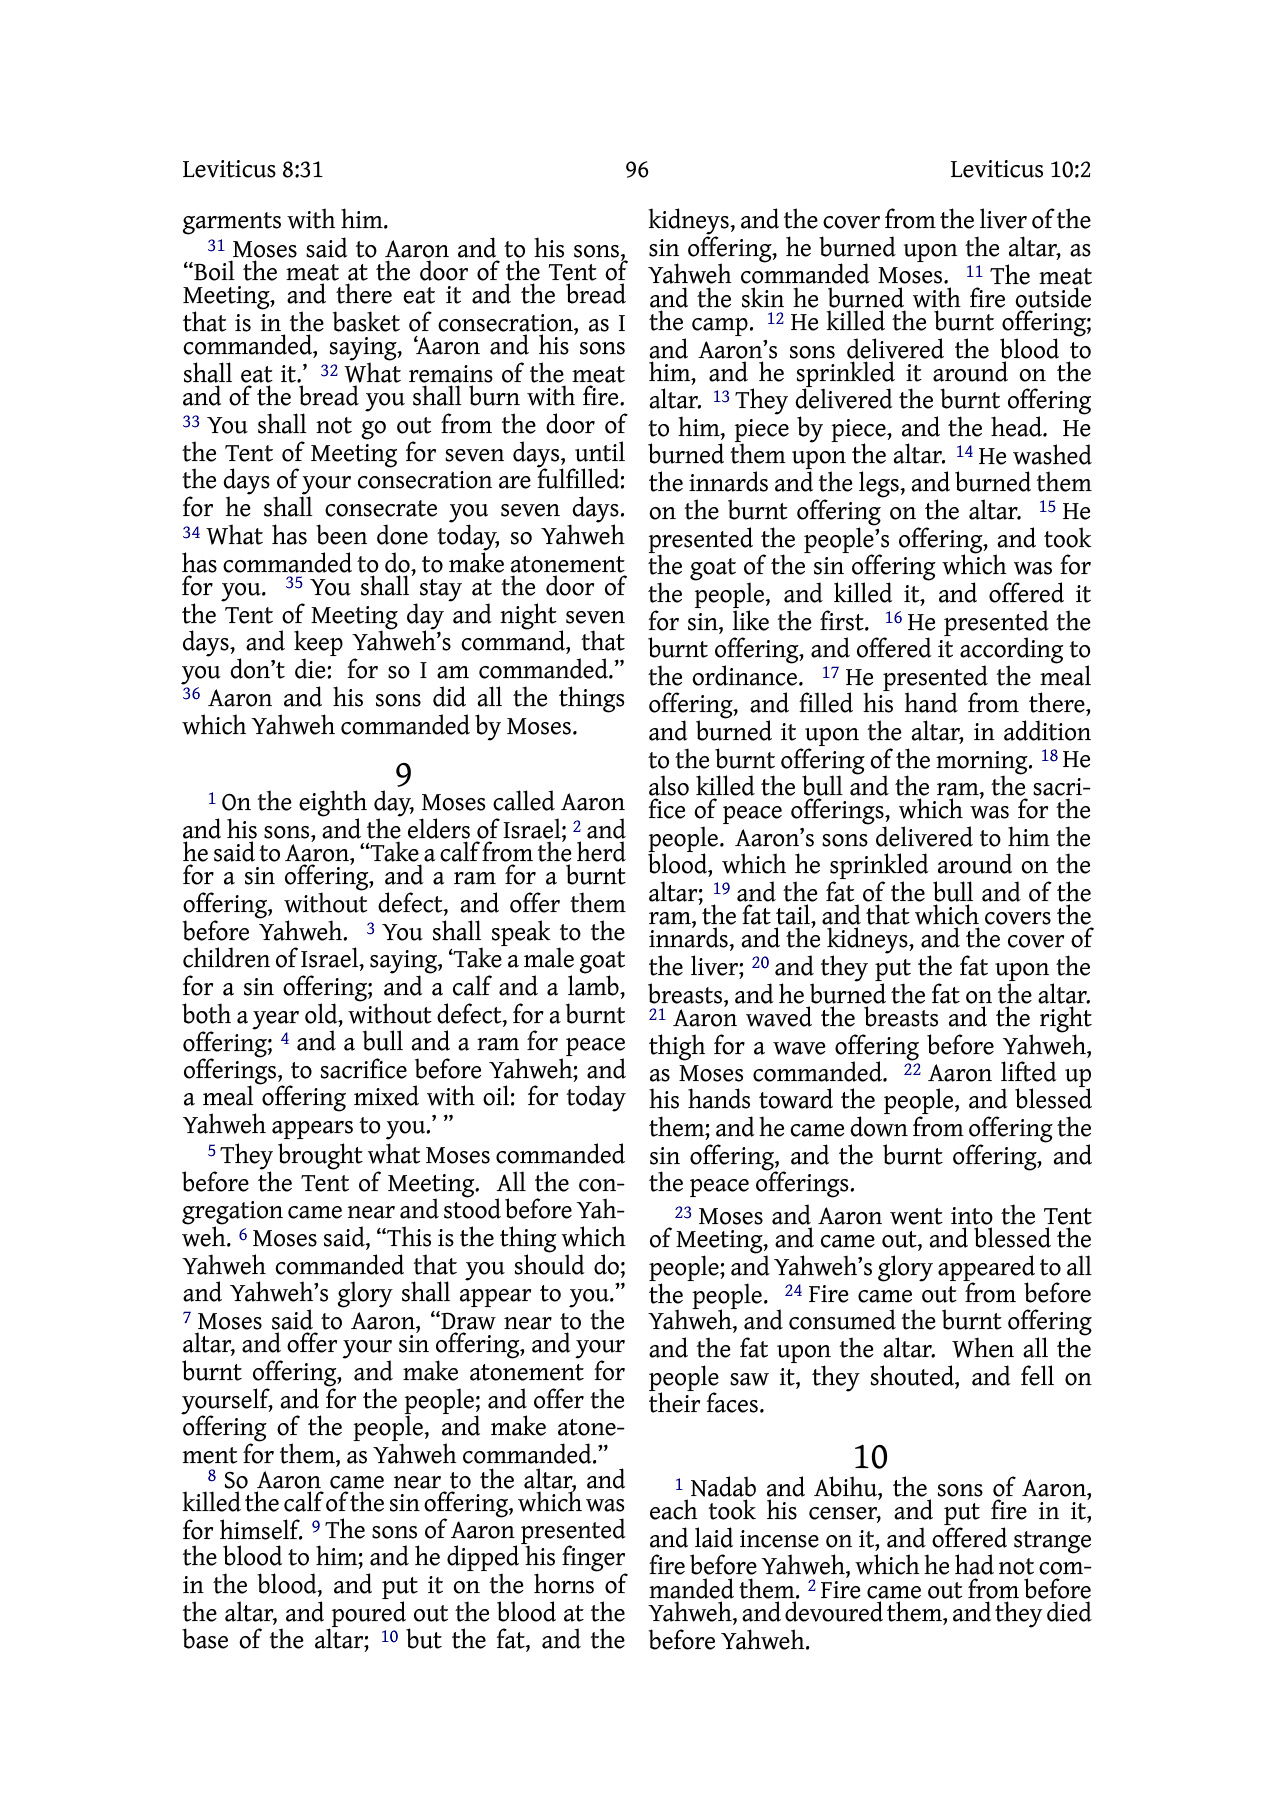 Leviticus 8:31 96 Leviticus 10:2
garments with him.
31 Moses said to Aaron and to his sons,
“Boil the meat at the door of the Tent of
Meeting, and there eat it and the bread
that is in the basket of consecration, as I
commanded, saying, ‘Aaron and his sons
shall eat it.’ 32 What remains of the meat
and of the bread you shall burn with fire.
33 You shall not go out from the door of
the Tent of Meeting for seven days, until
the days of your consecration are fulfilled:
for he shall consecrate you seven days.
34 What has been done today, so Yahweh
has commanded to do, to make atonement
for you. 35 You shall stay at the door of
the Tent of Meeting day and night seven
days, and keep Yahweh’s command, that
you don’t die: for so I am commanded.”
36 Aaron and his sons did all the things
which Yahweh commanded by Moses.
9
1 On the eighth day, Moses called Aaron
and his sons, and the elders of Israel; 2 and
he said to Aaron, “Take a calf from the herd
for a sin offering, and a ram for a burnt
offering, without defect, and offer them
before Yahweh. 3 You shall speak to the
children of Israel, saying, ‘Take a male goat
for a sin offering; and a calf and a lamb,
both a year old, without defect, for a burnt
offering; 4 and a bull and a ram for peace
offerings, to sacrifice before Yahweh; and
a meal offering mixed with oil: for today
Yahweh appears to you.’ ”
5 They brought what Moses commanded
before the Tent of Meeting. All the con-
gregation came near and stood before Yah-
weh. 6 Moses said, “This is the thing which
Yahweh commanded that you should do;
and Yahweh’s glory shall appear to you.”
7 Moses said to Aaron, “Draw near to the
altar, and offer your sin offering, and your
burnt offering, and make atonement for
yourself, and for the people; and offer the
offering of the people, and make atone-
ment for them, as Yahweh commanded.”
8 So Aaron came near to the altar, and
killed the calf of the sin offering, which was
for himself. 9 The sons of Aaron presented
the blood to him; and he dipped his finger
in the blood, and put it on the horns of
the altar, and poured out the blood at the
base of the altar; 10 but the fat, and the
kidneys, and the cover from the liver of the
sin offering, he burned upon the altar, as
Yahweh commanded Moses. 11 The meat
and the skin he burned with fire outside
the camp. 12 He killed the burnt offering;
and Aaron’s sons delivered the blood to
him, and he sprinkled it around on the
altar. 13 They delivered the burnt offering
to him, piece by piece, and the head. He
burned them upon the altar. 14 He washed
the innards and the legs, and burned them
on the burnt offering on the altar. 15 He
presented the people’s offering, and took
the goat of the sin offering which was for
the people, and killed it, and offered it
for sin, like the first. 16 He presented the
burnt offering, and offered it according to
the ordinance. 17 He presented the meal
offering, and filled his hand from there,
and burned it upon the altar, in addition
to the burnt offering of the morning. 18 He
also killed the bull and the ram, the sacri-
fice of peace offerings, which was for the
people. Aaron’s sons delivered to him the
blood, which he sprinkled around on the
altar; 19 and the fat of the bull and of the
ram, the fat tail, and that which covers the
innards, and the kidneys, and the cover of
the liver; 20 and they put the fat upon the
breasts, and he burned the fat on the altar.
21 Aaron waved the breasts and the right
thigh for a wave offering before Yahweh,
as Moses commanded. 22 Aaron lifted up
his hands toward the people, and blessed
them; and he came down from offering the
sin offering, and the burnt offering, and
the peace offerings.
23 Moses and Aaron went into the Tent
of Meeting, and came out, and blessed the
people; and Yahweh’s glory appeared to all
the people. 24 Fire came out from before
Yahweh, and consumed the burnt offering
and the fat upon the altar. When all the
people saw it, they shouted, and fell on
their faces.
10
1 Nadab and Abihu, the sons of Aaron,
each took his censer, and put fire in it,
and laid incense on it, and offered strange
fire before Yahweh, which he had not com-
manded them. 2 Fire came out from before
Yahweh, and devoured them, and they died
before Yahweh.